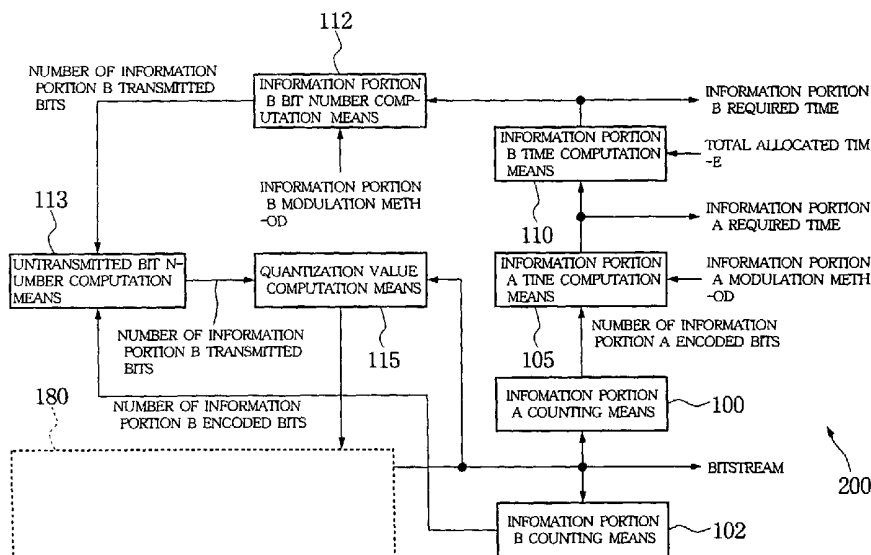 112
NUMBER OF INFORMATION
PORTION B TRANSMITTED
BITS
INFORMATION PORTION
B BIT NUMBER COMP-
UTATION MEANS
INFORMATION PORTION
B REQUIRED TIME
INFORMATION PORTION
B TIME COMPUTATION
MEANS
TOTAL ALLOCATED TIM
-E
INFORMATION PORTION
B MODULATION METH
-OD
110
INFORMATION PORTION
A REQUIRED TIME
113
UNTRANSMITTED BIT N-
UMBER COMPUTATION
MEANS
QUANTIZATION VALUE
COMPUTATION MEANS
INFORMATION PORTION
A TINE COMPUTATION
MEANS
INFORMATION PORTION
A MODULATION METH
-OD
NUMBER OF INFORMATION
PORTION B TRANSMITTED
BITS
115
105
NUMBER OF INFORMATION
PORTION A ENCODED BITS
180
NUMBER OF INFORMATION
PORTION B ENCODED BITS
INFOMATION PORTION
A COUNTING MEANS
100
BITSTREAM
200
INFOMATION PORTION
B COUNTING MEANS
102